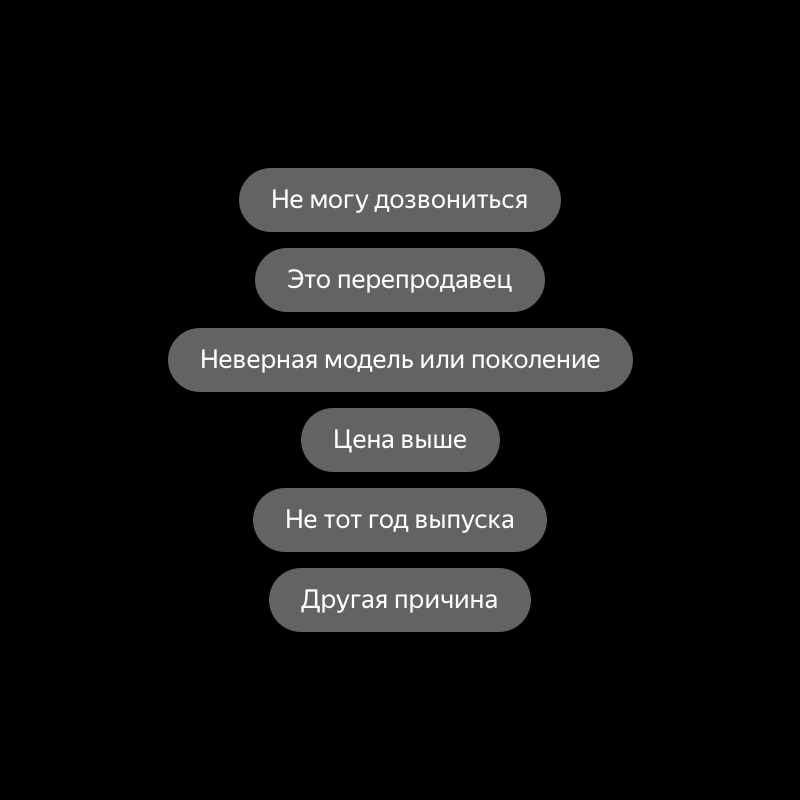 Не могу дозвониться
Это перепродавец
Неверная модель или поколение
Цена выше
Не тот год выпуска
Другая причина